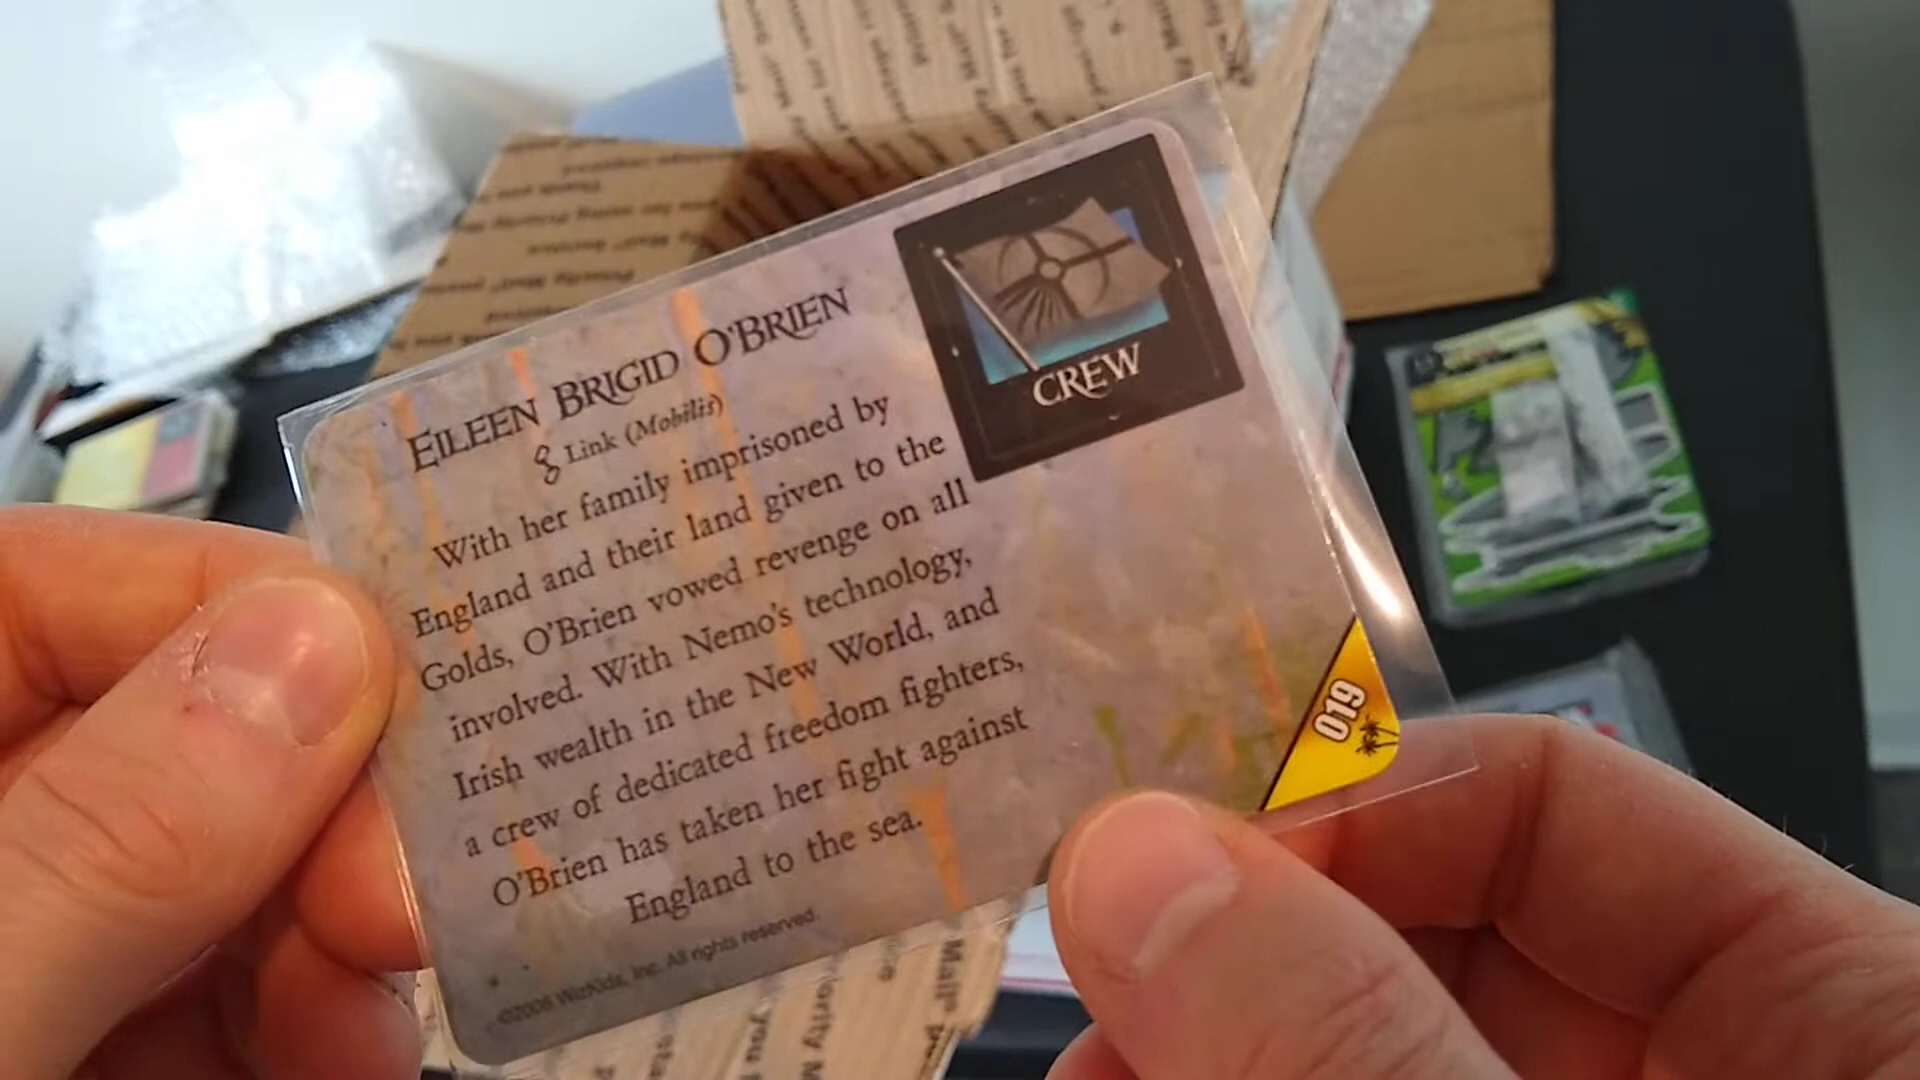 EILEEN BRIGID O'BRIEN
Link (Mobilis)
With her family imprisoned by
England and their land given to the
Golds, O'Brien vowed revenge on all
involved. With Nemo's technology,
Irish wealth in the New World, and
a crew of dedicated freedom fighters,
O'Brien has taken her fight against
England to the sea.
©2006 WizKids, Inc. All rights reserved.
CREW
019